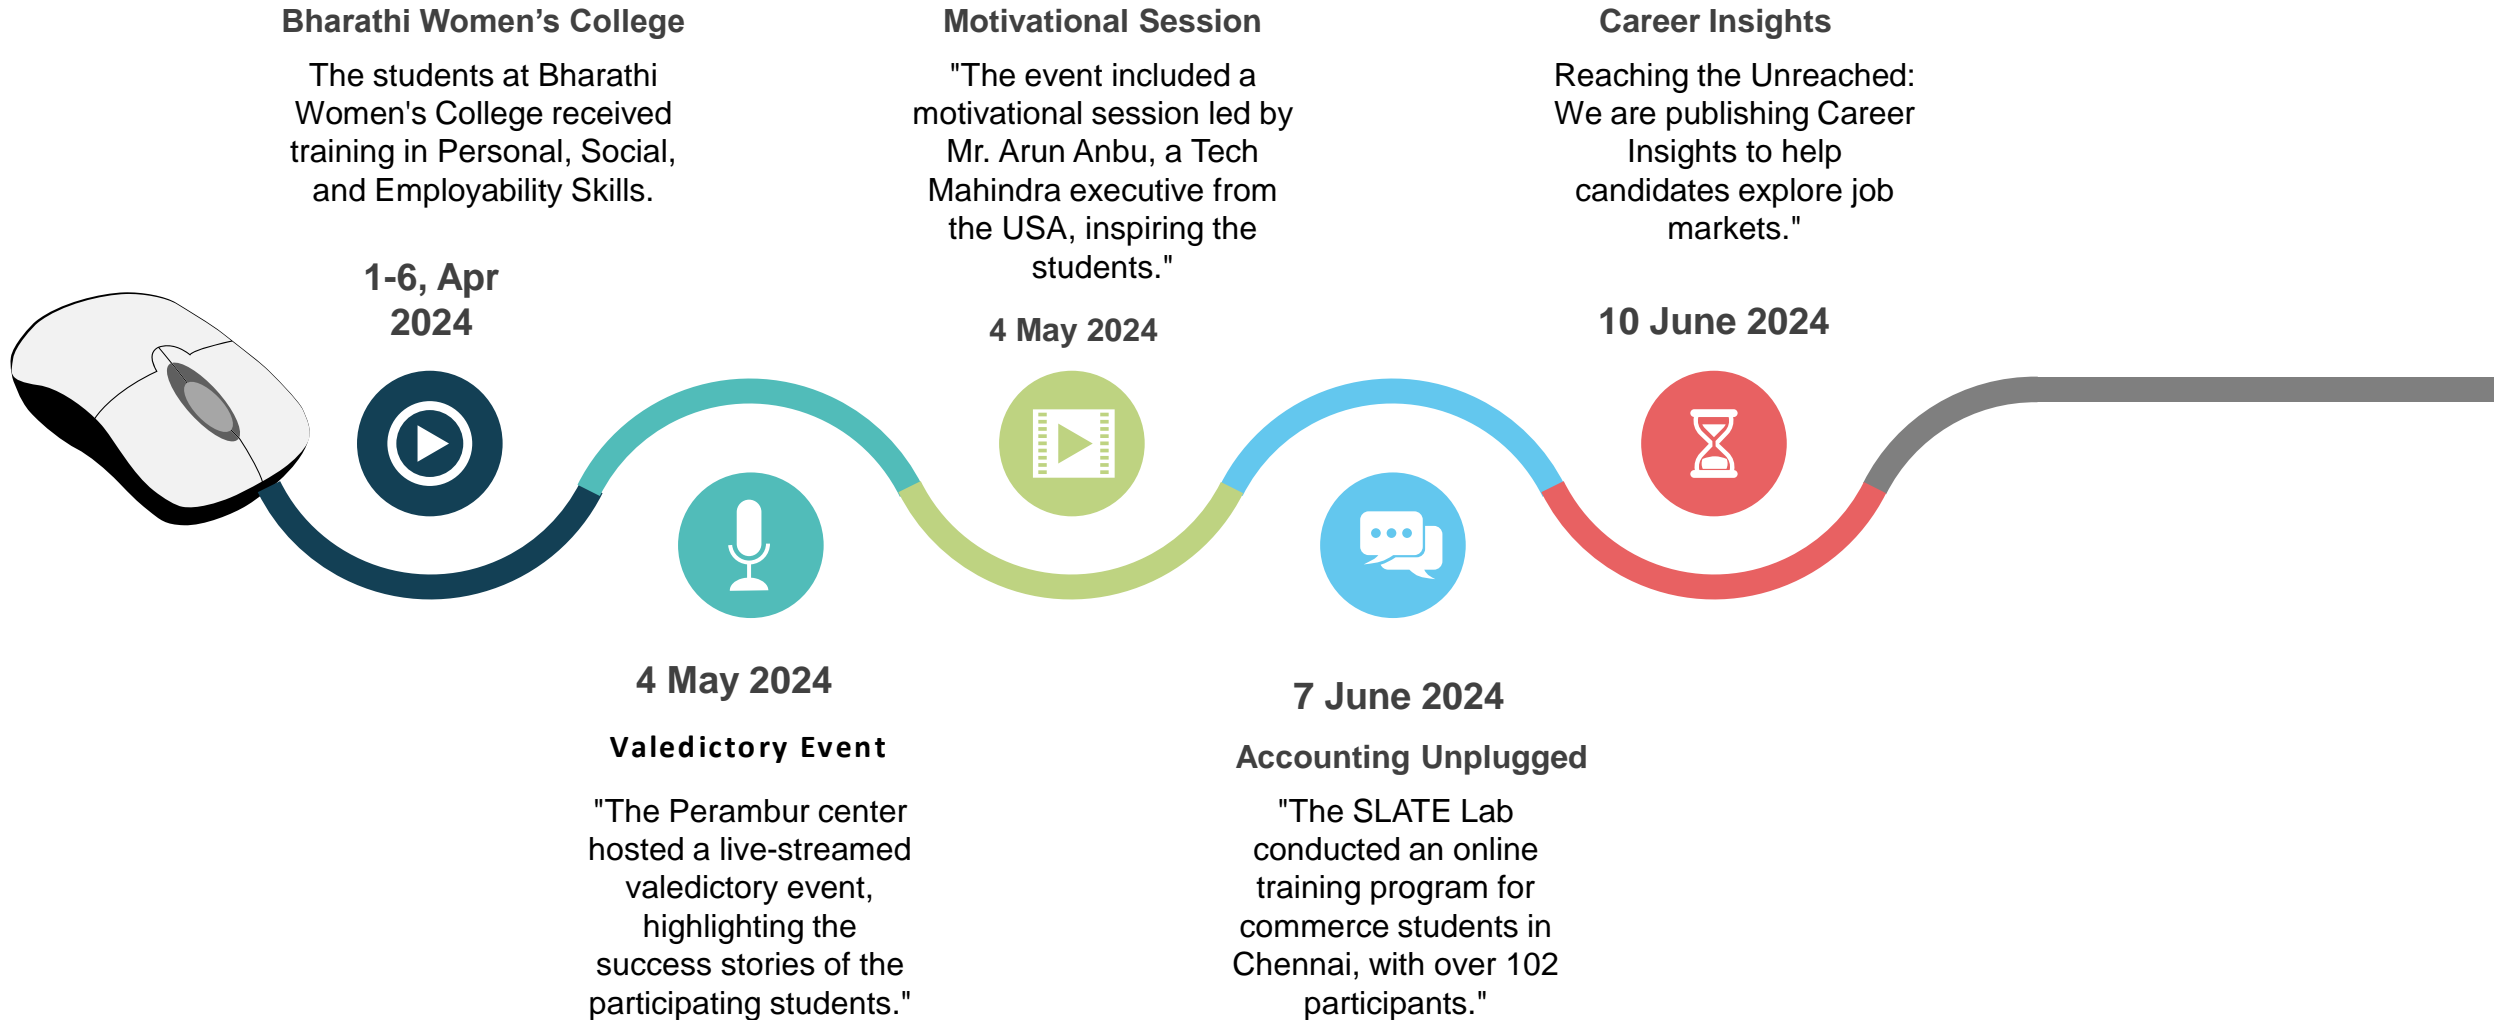 Bharathi Women’s College
The students at Bharathi
Women's College received
training in Personal, Social,
and Employability Skills.
1-6, Apr
2024
4 May 2024
Valedictory Event
"The Perambur center
hosted a live-streamed
valedictory event,
highlighting the
success stories of the
participating students."
Motivational Session
"The event included a
motivational session led by
Mr. Arun Anbu, a Tech
Mahindra executive from
the USA, inspiring the
students."
4 May 2024
7 June 2024
Accounting Unplugged
"The SLATE Lab
conducted an online
training program for
commerce students in
Chennai, with over 102
participants."
Career Insights
Reaching the Unreached:
We are publishing Career
Insights to help
candidates explore job
markets."
10 June 2024